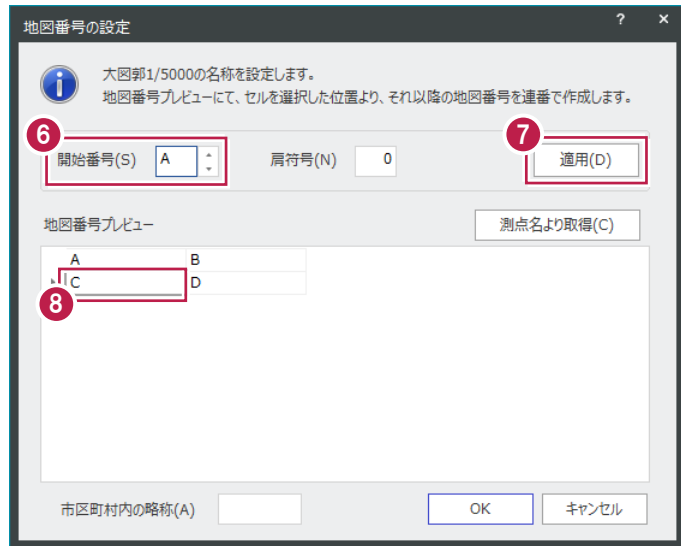 地図番号の設定 ? ×
大図郭1/5000の名称を設定します。
地図番号プレビューにて、セルを選択した位置より、それ以降の地図番号を連番で作成します。
6 7
開始番号(S) A 肩符号(N) 0 適用(D)
地図番号プレビュー 測点名より取得(C)
A B
C D
8
市区町村内の略称(A) OK キャンセル